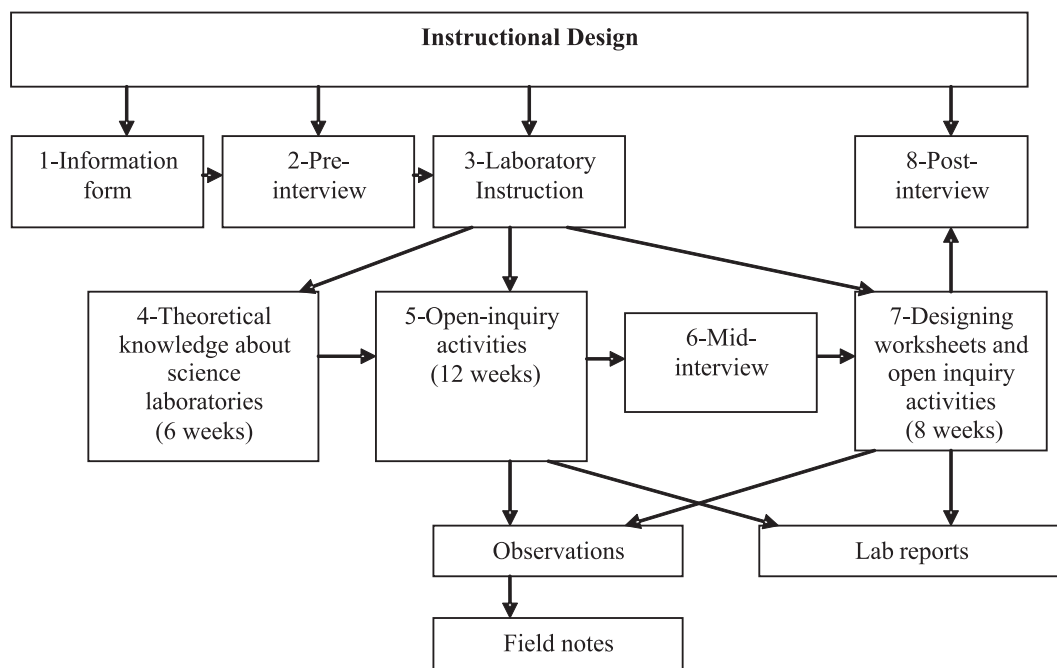 Instructional Design
1-Information
form
2-Pre-
interview
3-Laboratory
Instruction
8-Post-
interview
4-Theoretical
knowledge about
science
laboratories
(6 weeks)
5-Open-inquiry
activities
(12 weeks)
6-Mid-
interview
7-Designing
worksheets and
open inquiry
activities
(8 weeks)
Observations
Lab reports
Field notes